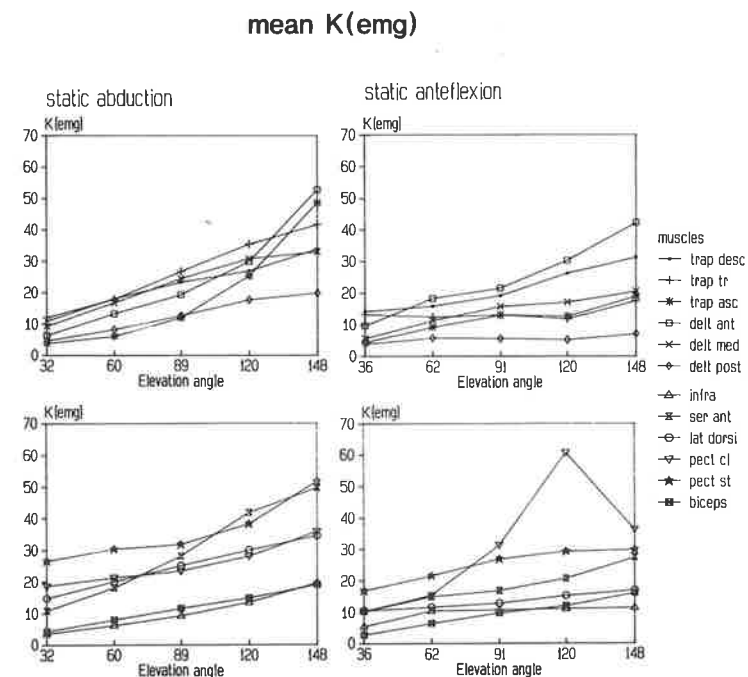 mean K(emg)
static abduction
K(emg)
70
60
50
40
30
20
10
0
32 60 89 120 148
Elevation angle
static anteflexion
K(emg)
70
60
50
40
30
20
10
0
36 62 91 120 148
Elevation angle
K(emg)
70
60
50
40
30
20
10
0
32 60 89 120 148
Elevation angle
K(emg)
70
60
50
40
30
20
10
0
36 62 91 120 148
Elevation angle
muscles
trap desc
trap tr
trap asc
delt ant
delt med
delt post
infra
ser ant
lat dorsi
pect cl
pect st
biceps